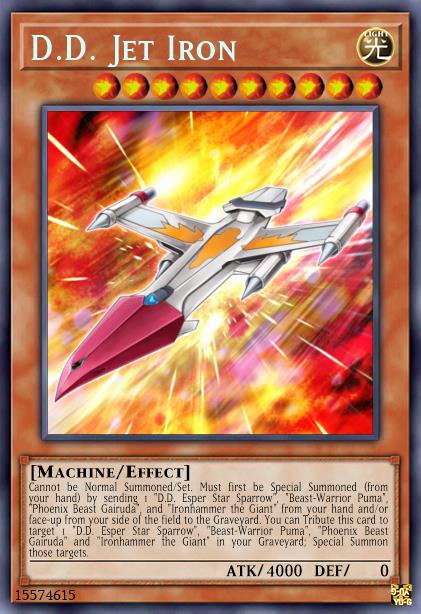 D.D. Jet Iron
LIGHT
光
[Machine/Effect]
Cannot be Normal Summoned/Set. Must first be Special Summoned (from
your hand) by sending 1 "D.D. Esper Star Sparrow", "Beast-Warrior Puma",
"Phoenix Beast Gairuda", and "Ironhammer the Giant" from your hand and/or
face-up from your side of the field to the Graveyard. You can Tribute this card to
target 1 "D.D. Esper Star Sparrow", "Beast-Warrior Puma", "Phoenix Beast
Gairuda" and "Ironhammer the Giant" in your Graveyard; Special Summon
those targets.
ATK/4000 DEF/ 0
15574615